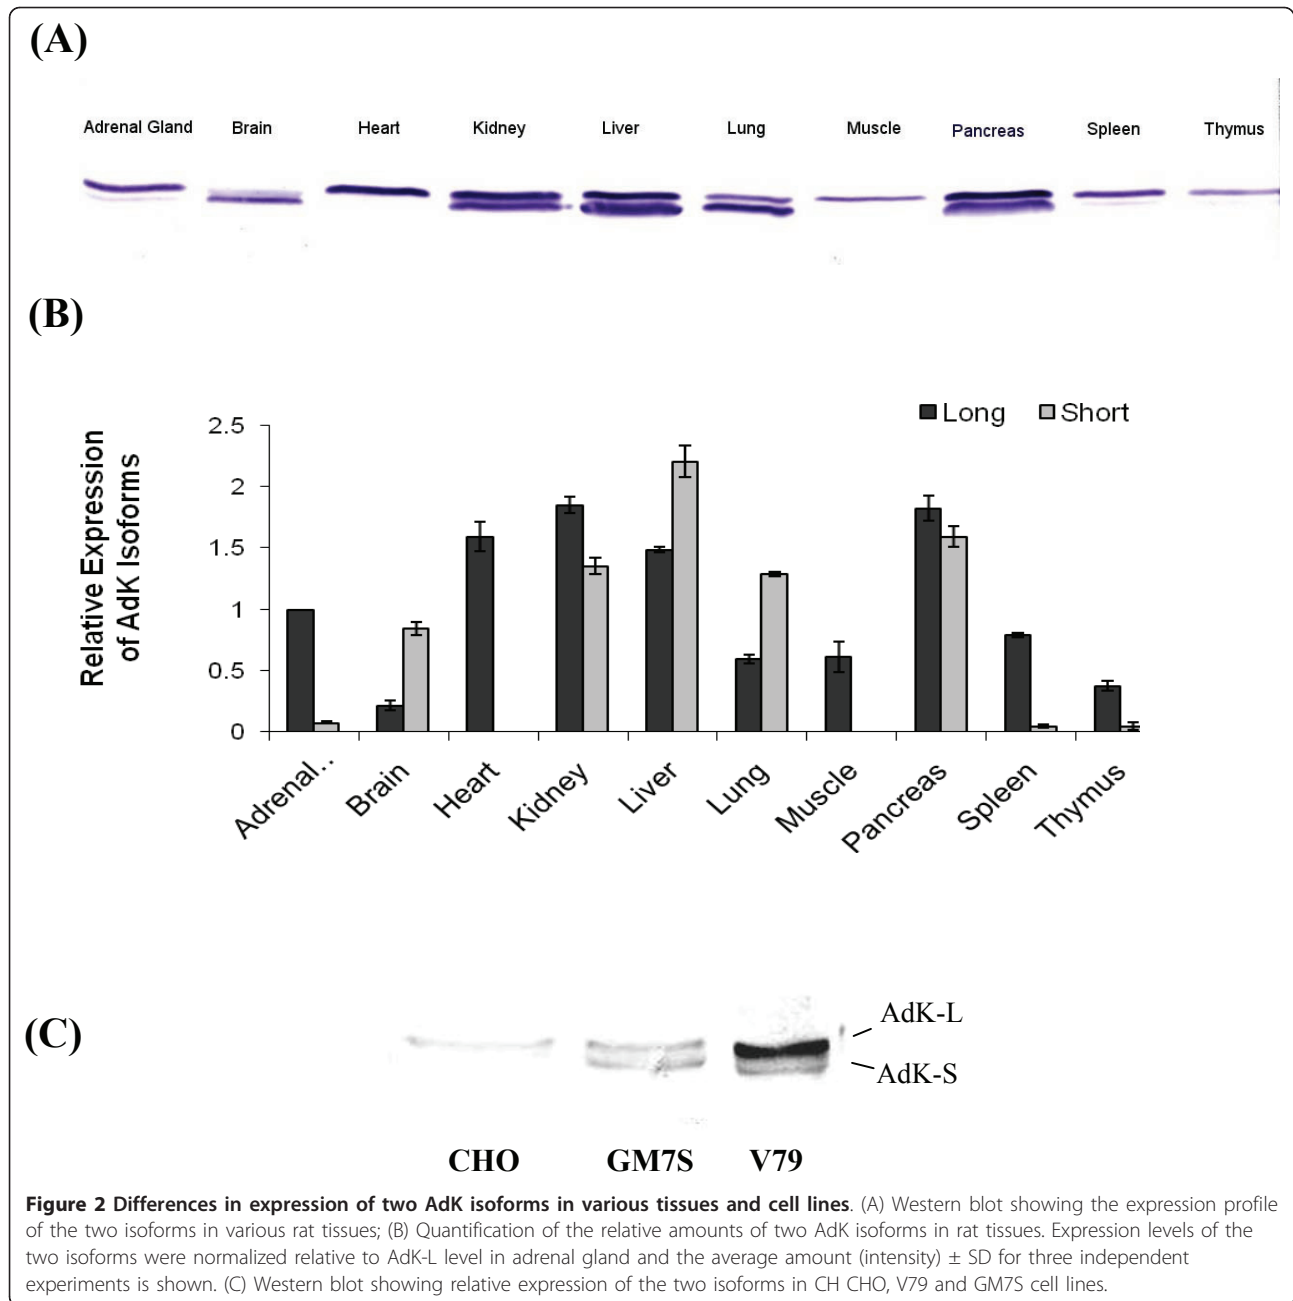 (A)
Adrenal Gland Brain Heart Kidney Liver Lung Muscle Pancreas Spleen Thymus
(B)
Long Short
Relative Expression
of AdK Isoforms
2.5
2
1.5
1
0.5
0
Adrenal.. Brain Heart Kidney Liver Lung Muscle Pancreas Spleen Thymus
(C)
AdK-L
AdK-S
CHO GM7S V79
Figure 2 Differences in expression of two AdK isoforms in various tissues and cell lines. (A) Western blot showing the expression profile
of the two isoforms in various rat tissues; (B) Quantification of the relative amounts of two AdK isoforms in rat tissues. Expression levels of the
two isoforms were normalized relative to AdK-L level in adrenal gland and the average amount (intensity) ± SD for three independent
experiments is shown. (C) Western blot showing relative expression of the two isoforms in CH CHO, V79 and GM7S cell lines.